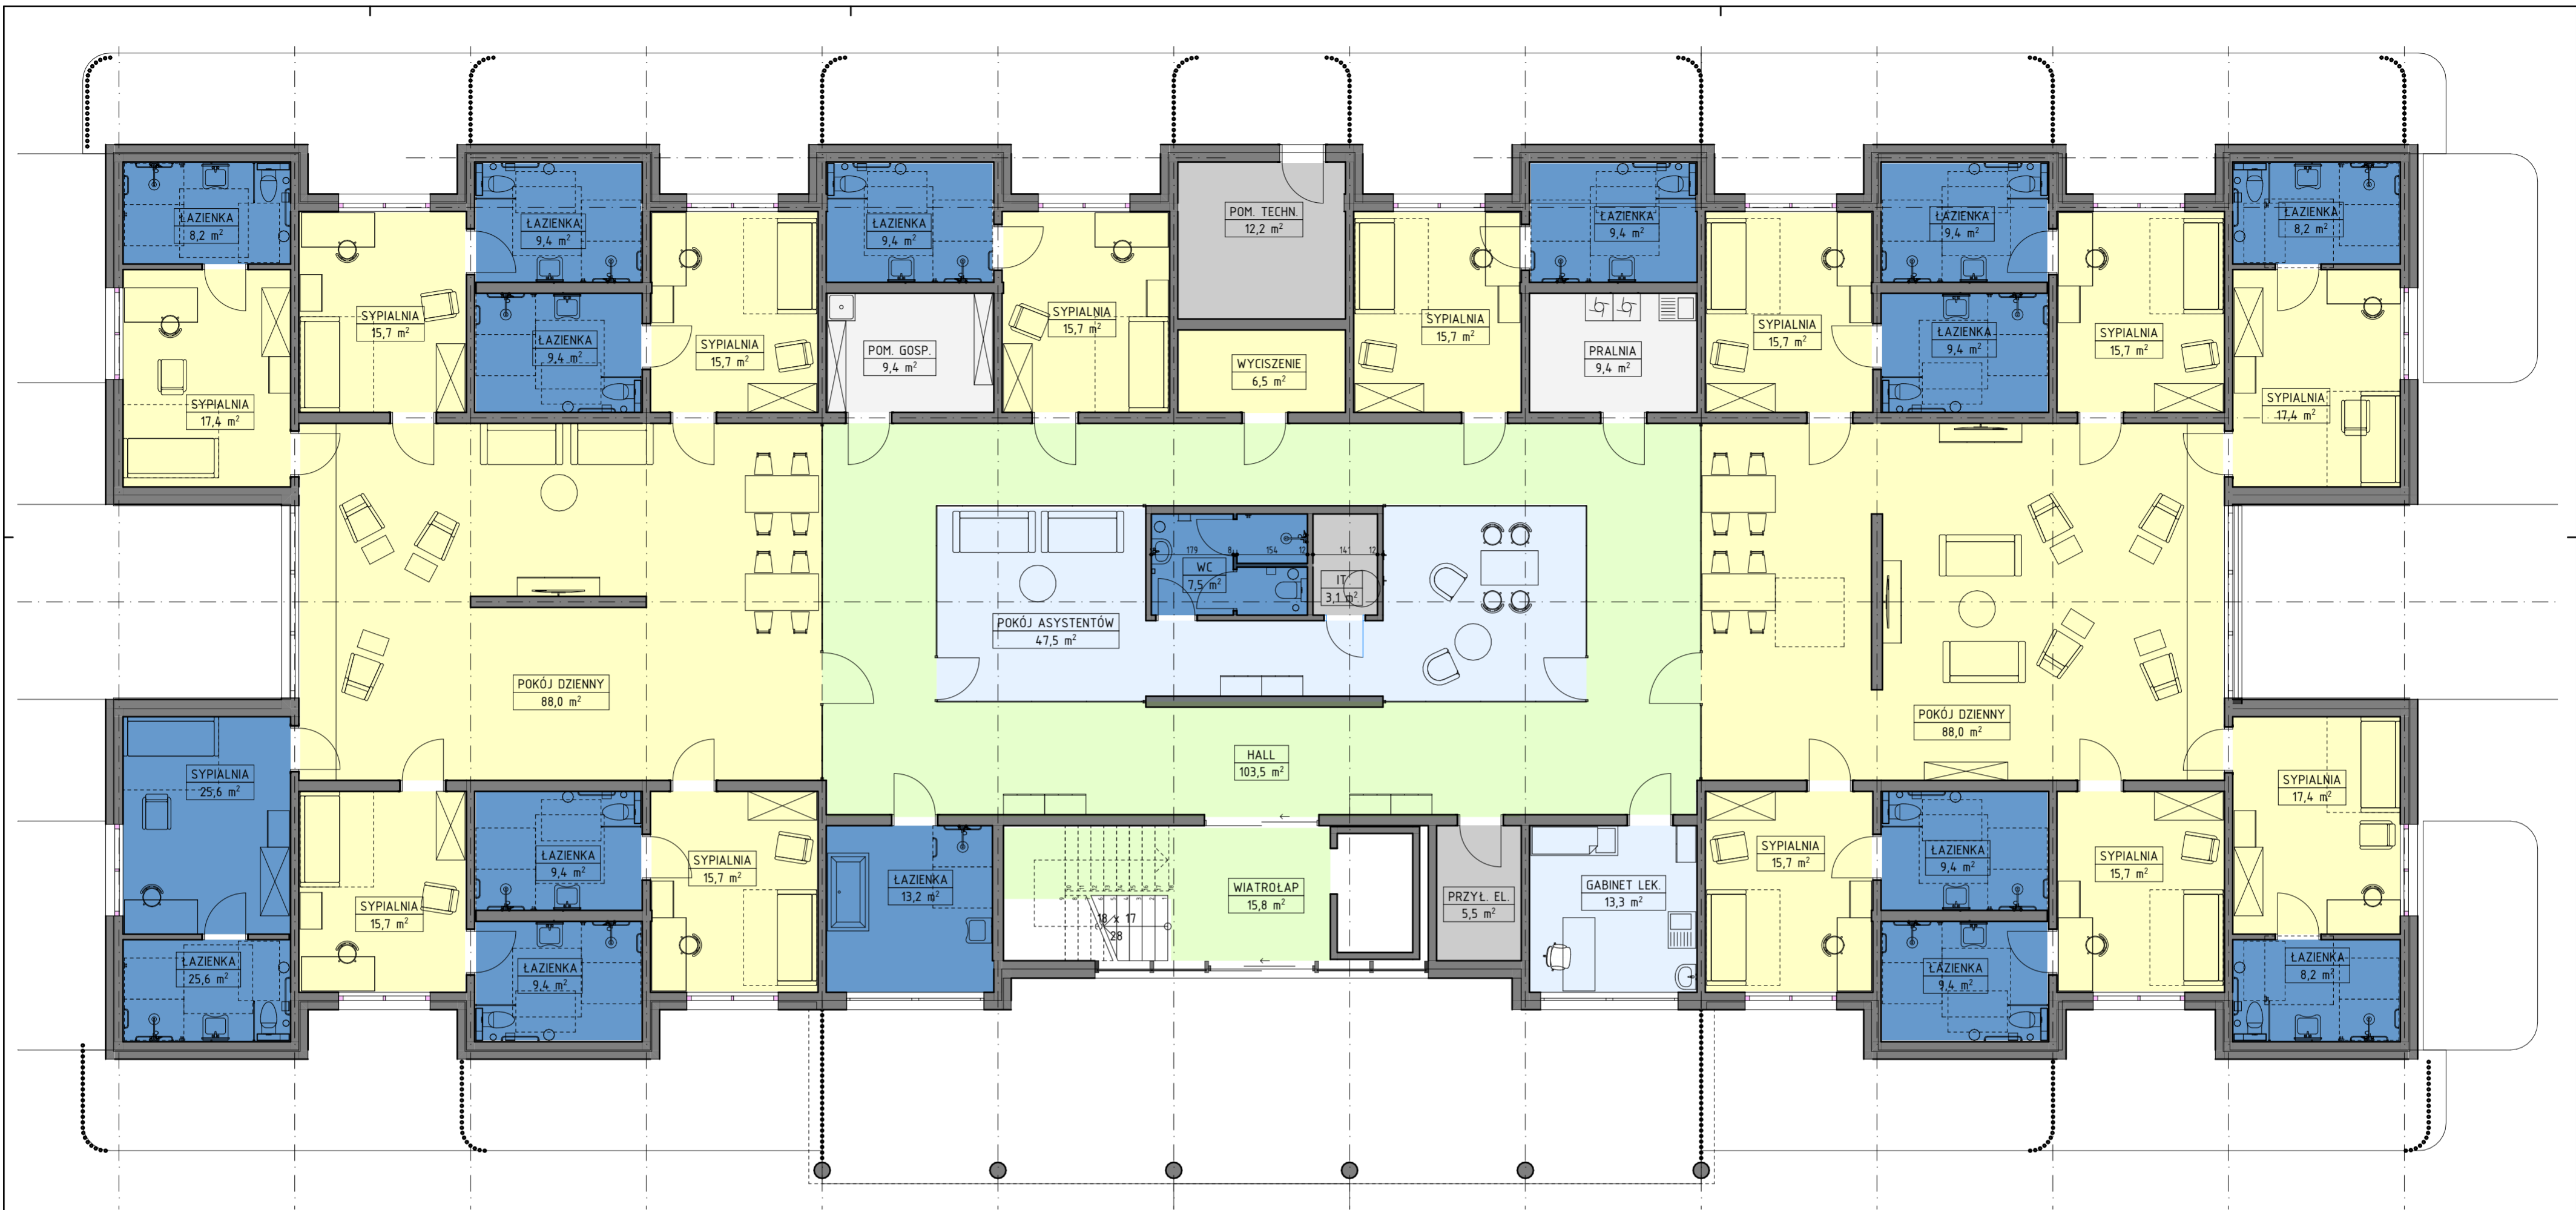 ŁAZIENKA
8,2 m²
ŁAZIENKA
9,4 m²
ŁAZIENKA
9,4 m²
POM. TECHN.
12,2 m²
ŁAZIENKA
9,4 m²
ŁAZIENKA
9,4 m²
ŁAZIENKA
8,2 m²
SYPIALNIA
15,7 m²
ŁAZIENKA
9,4 m²
SYPIALNIA
15,7 m²
POM. GOSP.
9,4 m²
SYPIALNIA
15,7 m²
WYCISZENIE
6,5 m²
SYPIALNIA
15,7 m²
PRALNIA
9,4 m²
SYPIALNIA
15,7 m²
ŁAZIENKA
9,4 m²
SYPIALNIA
15,7 m²
SYPIALNIA
17,4 m²
SYPIALNIA
17,4 m²
179 8 154 12 141 12
WC
7,5 m²
IT
3,1 m²
POKÓJ ASYSTENTÓW
47,5 m²
POKÓJ DZIENNY
88,0 m²
POKÓJ DZIENNY
88,0 m²
HALL
103,5 m²
SYPIALNIA
25,6 m²
SYPIALNIA
17,4 m²
SYPIALNIA
15,7 m²
ŁAZIENKA
9,4 m²
SYPIALNIA
15,7 m²
ŁAZIENKA
13,2 m²
WIATROŁAP
15,8 m²
PRZYŁ. EL.
5,5 m²
GABINET LEK.
13,3 m²
SYPIALNIA
15,7 m²
ŁAZIENKA
9,4 m²
SYPIALNIA
15,7 m²
18 x 17
28
ŁAZIENKA
25,6 m²
ŁAZIENKA
9,4 m²
ŁAZIENKA
9,4 m²
ŁAZIENKA
8,2 m²